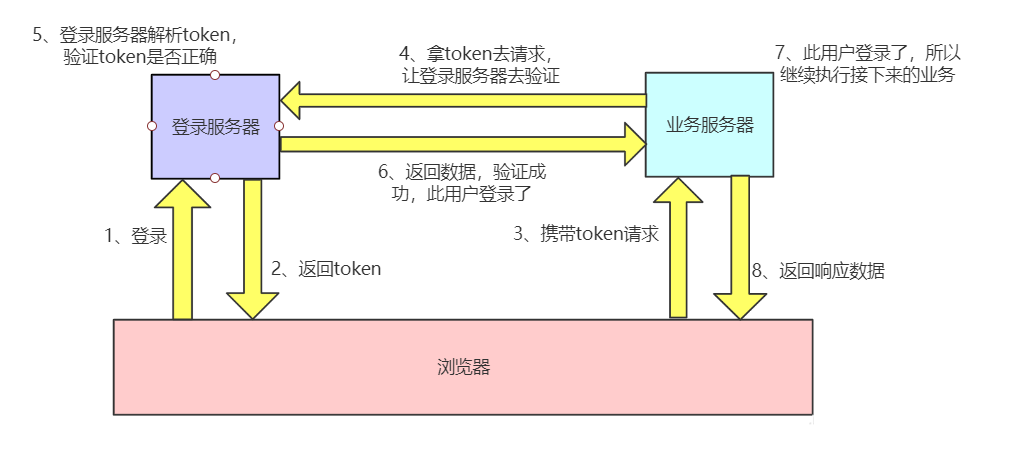 5、登录服务器解析token，
验证token是否正确
4、拿token去请求，
让登录服务器去验证
7、此用户登录了，所以
继续执行接下来的业务
登录服务器
业务服务器
6、返回数据，验证成
功，此用户登录了
1、登录
2、返回token
3、携带token请求
8、返回响应数据
浏览器